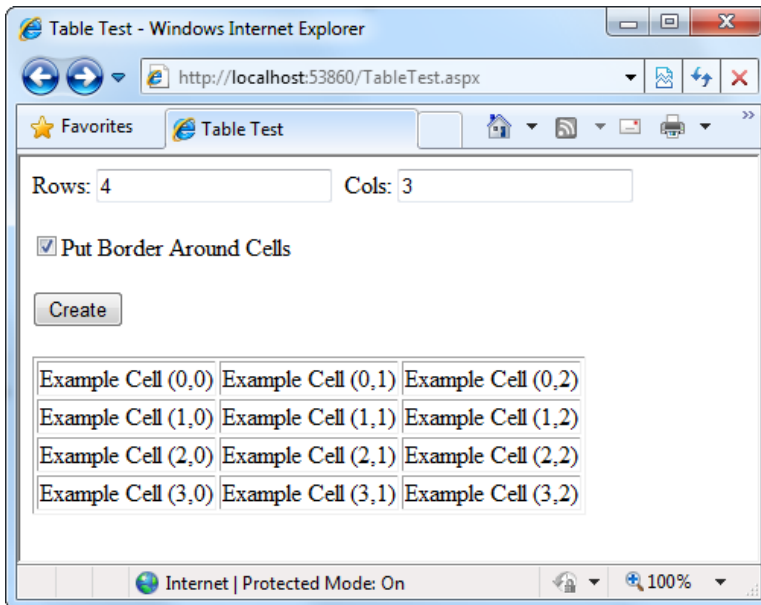 Table Test - Windows Internet Explorer
http://localhost:53860/TableTest.aspx
Favorites Table Test
Rows: 4 Cols: 3
Put Border Around Cells
Create
Example Cell (0,0) Example Cell (0,1) Example Cell (0,2)
Example Cell (1,0) Example Cell (1,1) Example Cell (1,2)
Example Cell (2,0) Example Cell (2,1) Example Cell (2,2)
Example Cell (3,0) Example Cell (3,1) Example Cell (3,2)
Internet | Protected Mode: On 100%